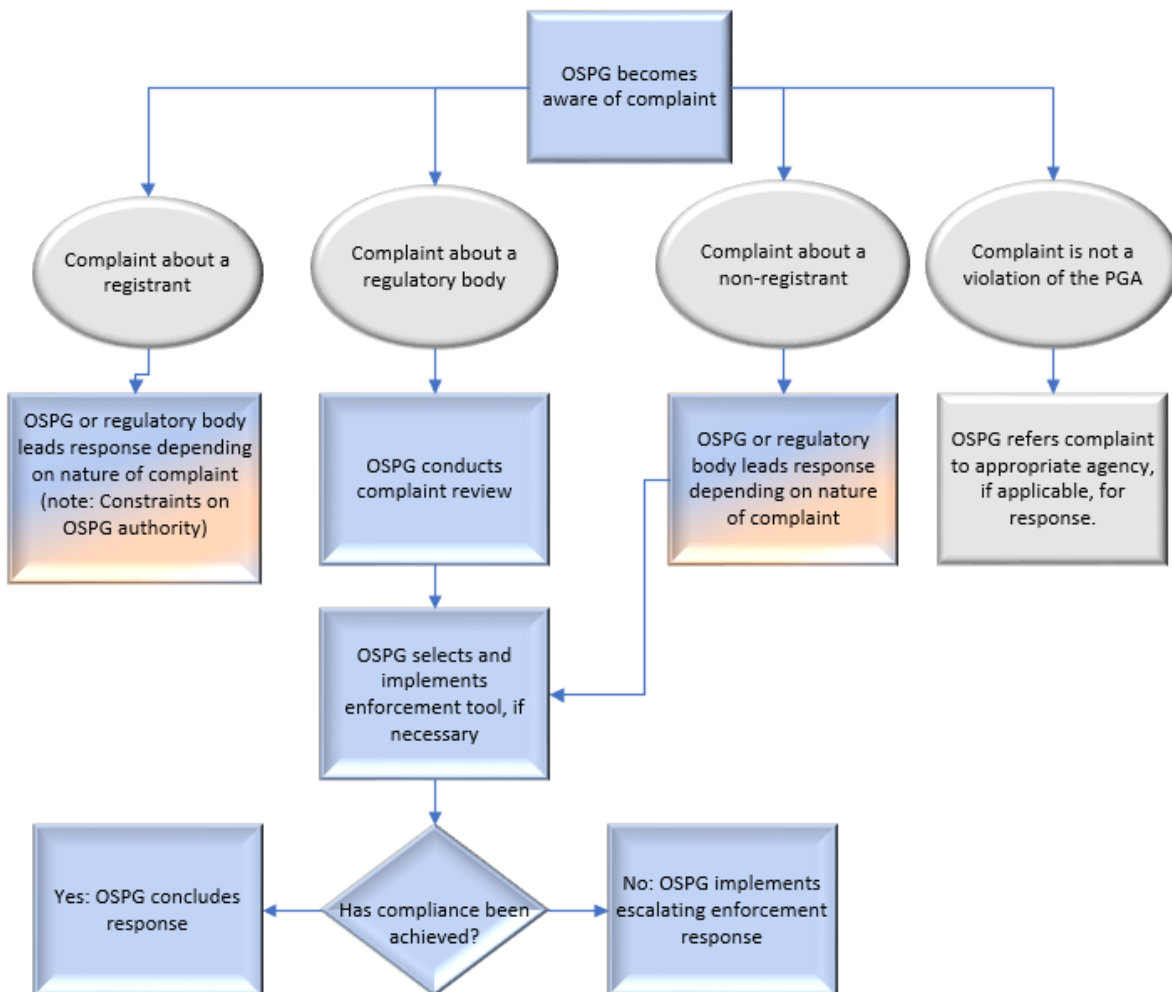 OSPG becomes
aware of complaint
Complaint about a
registrant
Complaint about a
regulatory body
Complaint about a
non-registrant
Complaint is not a
violation of the PGA
OSPG or regulatory body
leads response depending
on nature of complaint
(note: Constraints on
OSPG authority)
OSPG conducts
complaint review
OSPG or regulatory
body leads response
depending on nature
of complaint
OSPG refers complaint
to appropriate agency,
if applicable, for
response.
OSPG selects and
implements
enforcement tool, if
necessary
Yes: OSPG concludes
response
Has compliance been
achieved?
No: OSPG implements
escalating enforcement
response